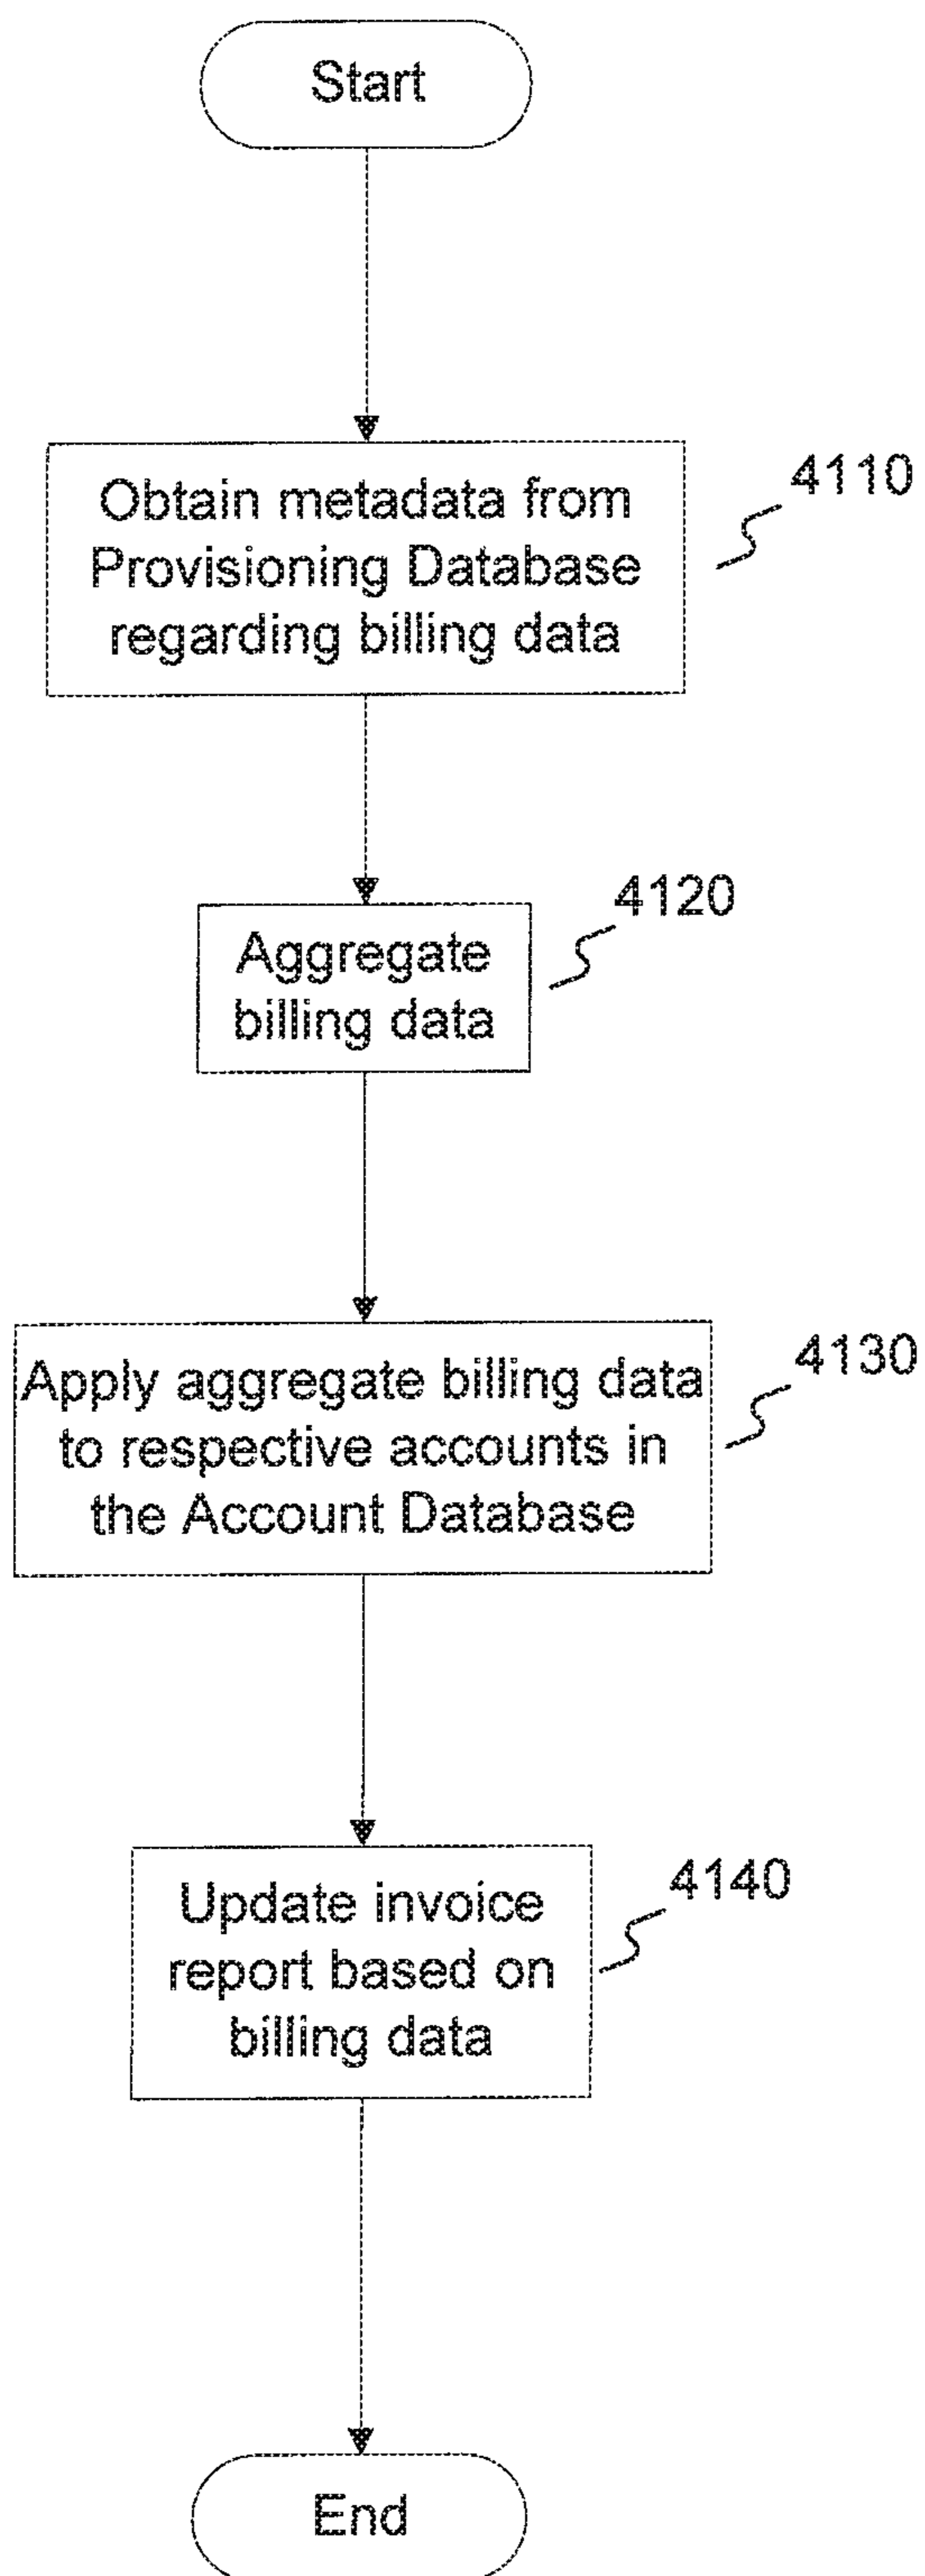 Start
Obtain metadata from
Provisioning Database
regarding billing data
4110
Aggregate
billing data
4120
Apply aggregate billing data
to respective accounts in
the Account Database
4130
Update invoice
report based on
billing data
4140
End